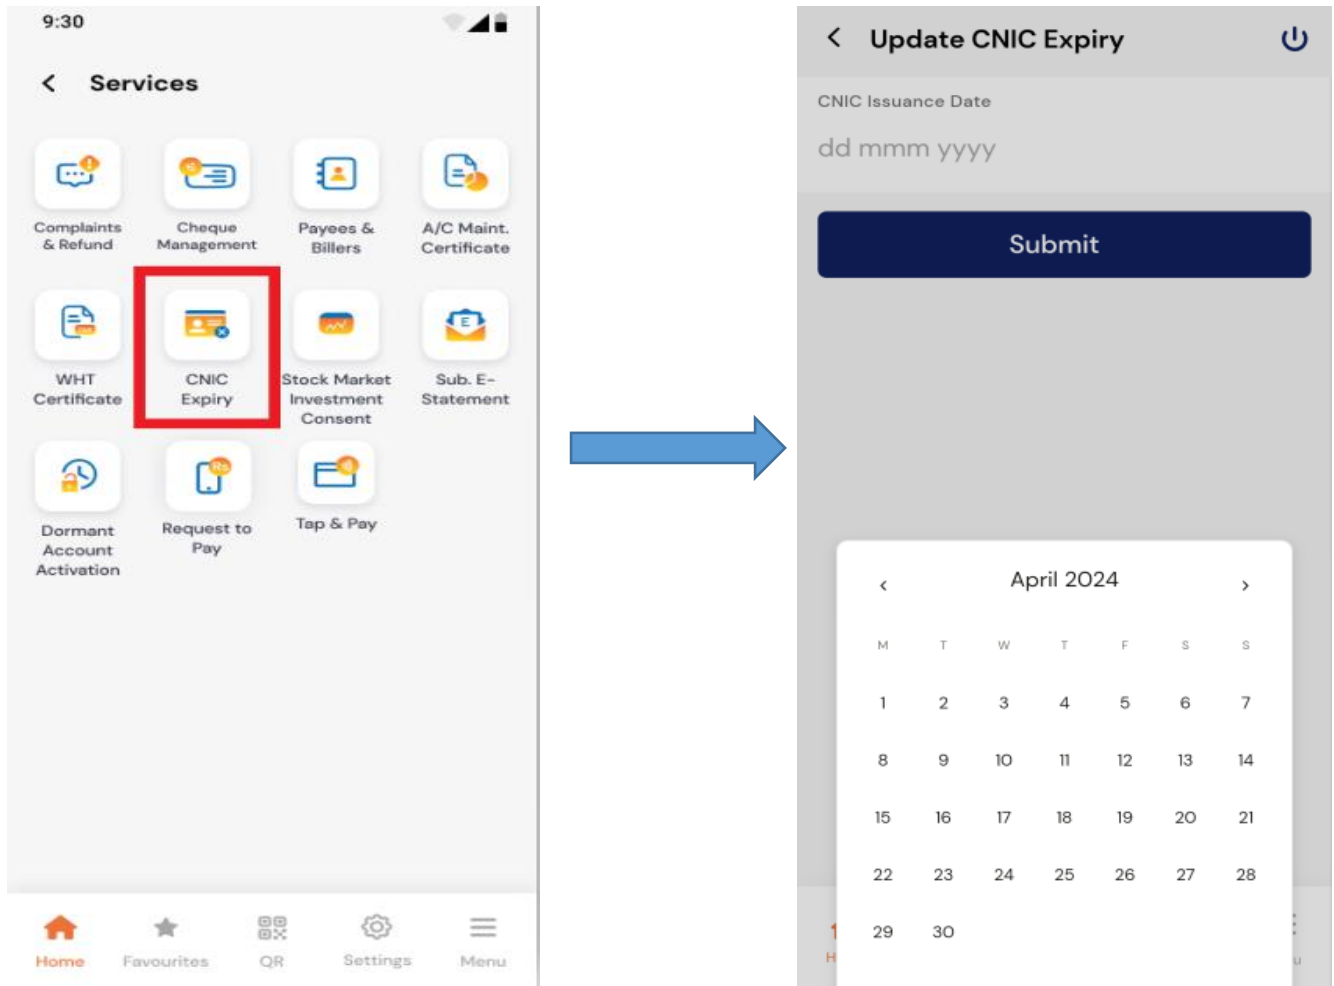 9:30
Services
Complaints
& Refund
Cheque
Management
Payees &
Billers
A/C Maint.
Certificate
WHT
Certificate
CNIC
Expiry
Stock Market
Investment
Consent
E
Sub. E-
Statement
Dormant
Account
Activation
Rs
Request to
Pay
Tap & Pay
Home
Favourites
QR
Settings
Menu
Update CNIC Expiry
CNIC Issuance Date
dd mmm yyyy
Submit
April 2024
M T W T F S S
1 2 3 4 5 6 7
8 9 10 11 12 13 14
15 16 17 18 19 20 21
22 23 24 25 26 27 28
29 30
H
u